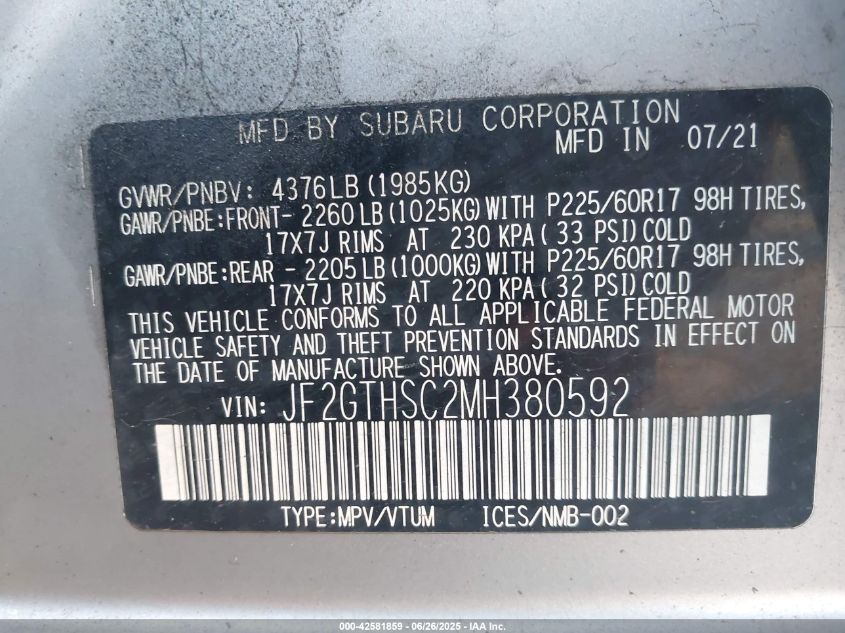 MFD BY SUBARU CORPORATION
MFD IN 07/21
GVWR/PNBV: 4376LB(1985KG)
GAWR/PNBE:FRONT- 2260LB(1025KG)WITH P225/60R17 98H TIRES,
17X7J RIMS AT 230 KPA( 33 PSI)COLD
GAWR/PNBE:REAR - 2205LB(1000KG)WITH P225/60R17 98H TIRES,
17X7J RIMS AT 220 KPA( 32 PSI)COLD
THIS VEHICLE CONFORMS TO ALL APPLICABLE FEDERAL MOTOR
VEHICLE SAFETY AND THEFT PREVENTION STANDARDS IN EFFECT ON
THE DATE OF MANUFACTURE SHOWN ABOVE.
VIN: JF2GTHSC2MH380592
TYPE:MPV/VTUM ICES/NMB-002
000-42581859 - 06/26/2025 - IAA Inc.